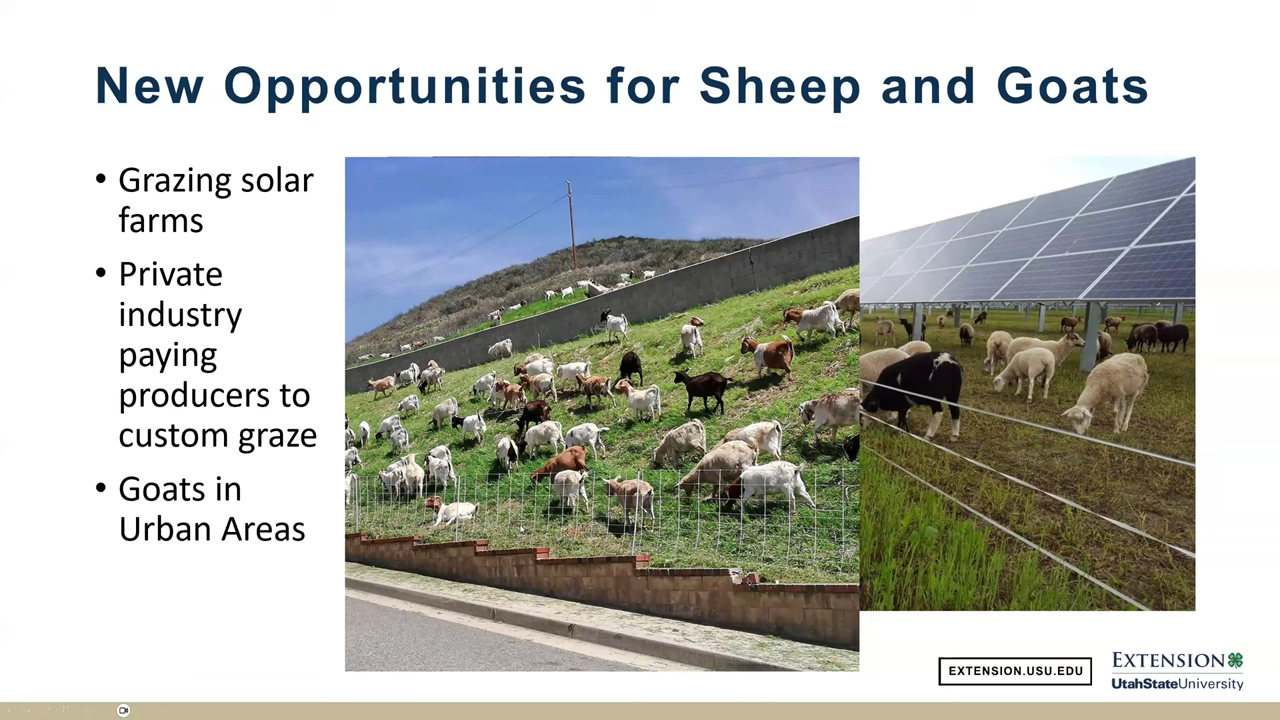 New Opportunities for Sheep and Goats
• Grazing solar
farms
• Private
industry
paying
producers to
custom graze
• Goats in
Urban Areas
EXTENSION.USU.EDU
EXTENSION
UtahStateUniversity